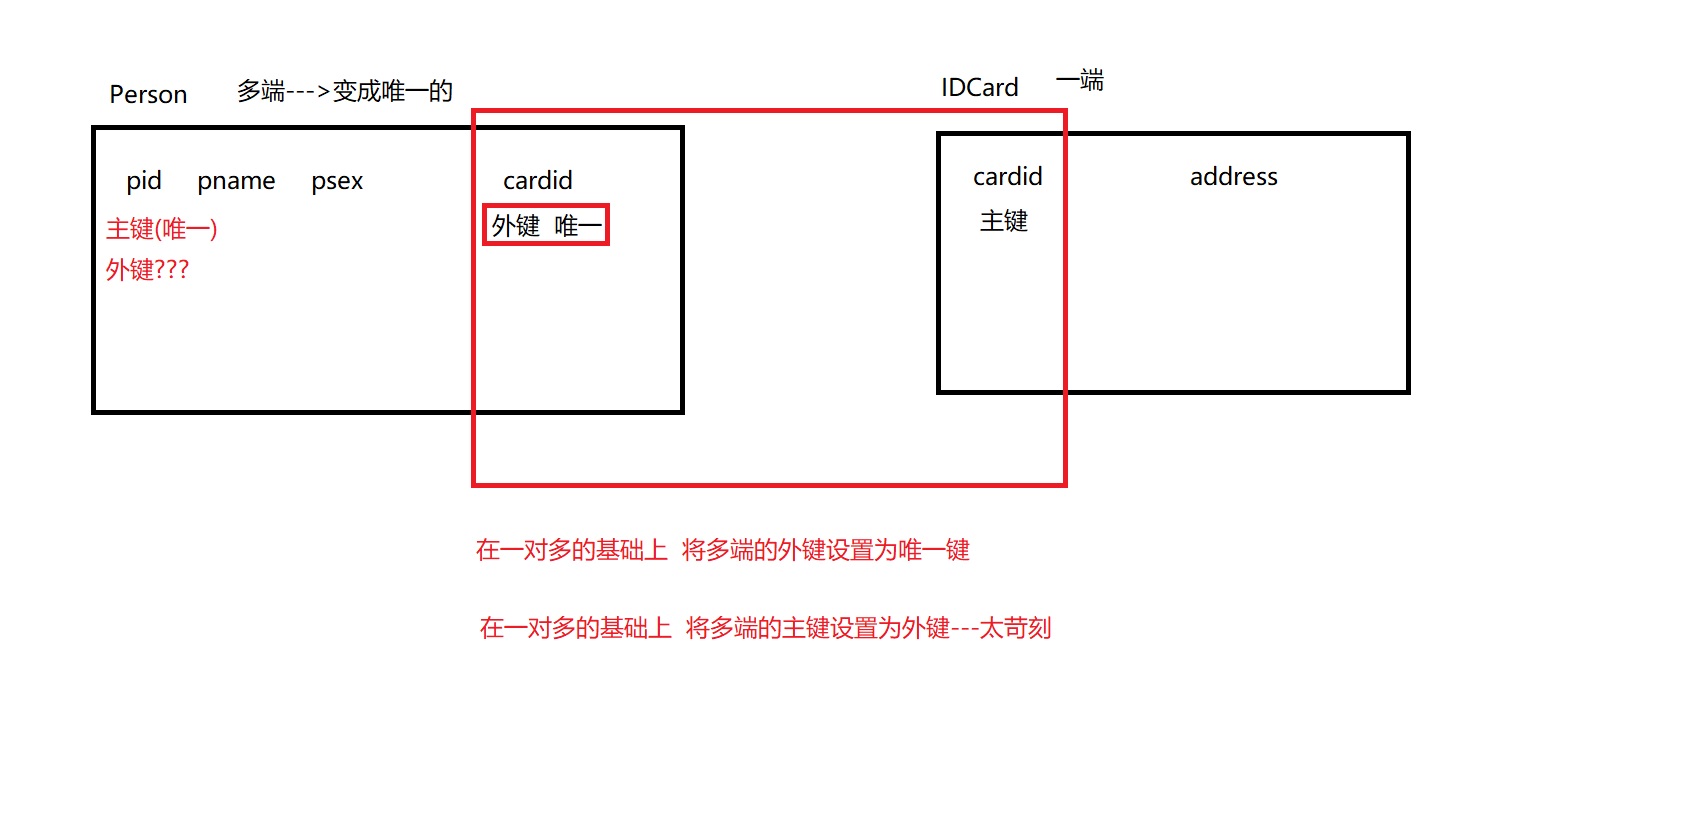 Person 多端--->变成唯一的
pid pname psex cardid
主键(唯一) 外键 唯一
外键???
IDCard 一端
cardid address
主键
在一对多的基础上 将多端的外键设置为唯一键
在一对多的基础上 将多端的主键设置为外键---太苛刻